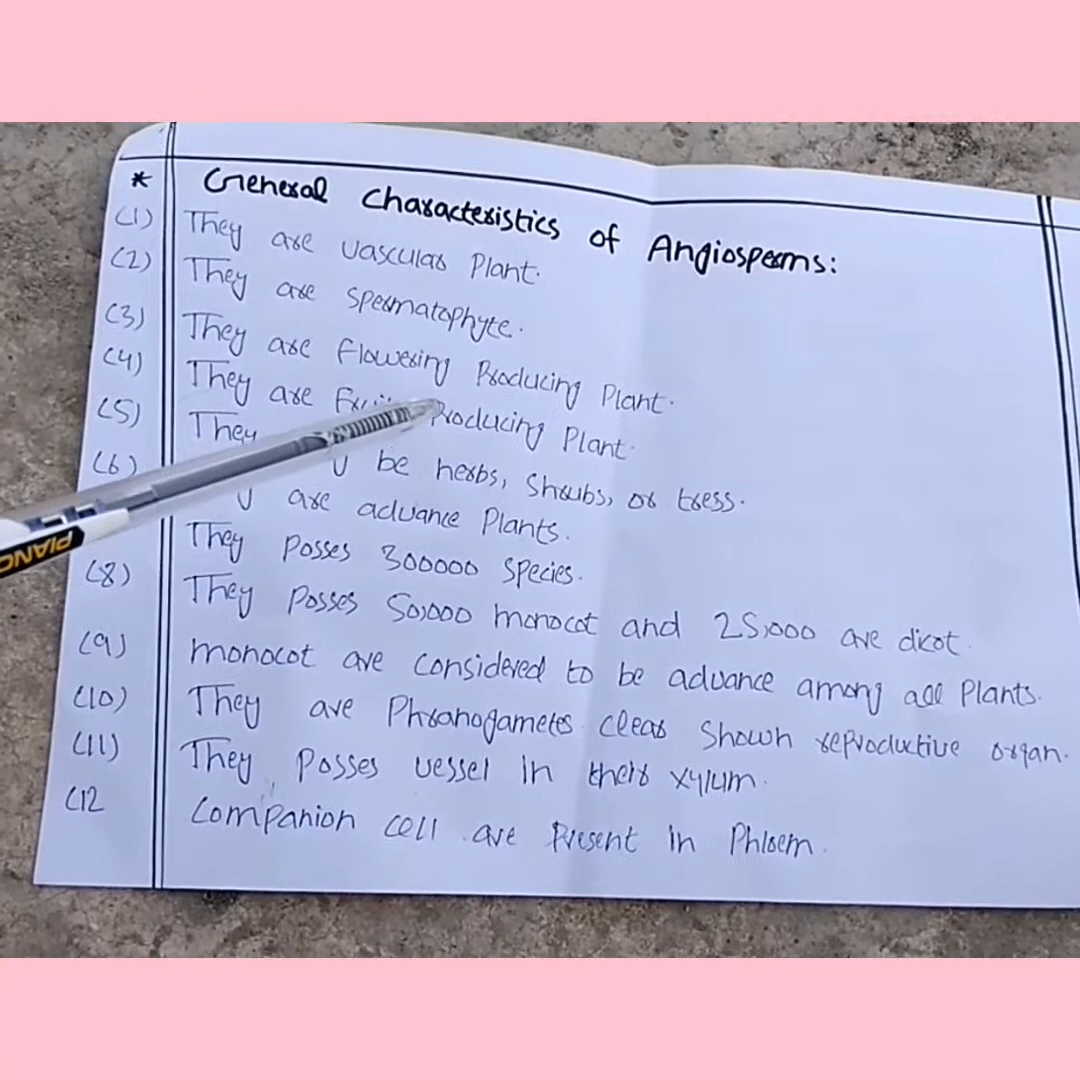 * General Characteristics of Angiosperms:
(1) They are vascular Plant.
(2) They are spermatophyte.
(3) They are flowering Producing Plant.
(4) They are Producing Plant.
(5) They be herbs, shrubs, or tress.
(6) are advance Plants.
They Posses 300000 species.
(8) They Posses 50,000 monocot and 25,000 are dicot.
(9) monocot are considered to be advance among all Plants.
(10) They are Phranogametes clear shown reproductive organ.
(11) They Posses vessel in their xylum.
(12 Companion cell are Present in Phloem.
PIANO